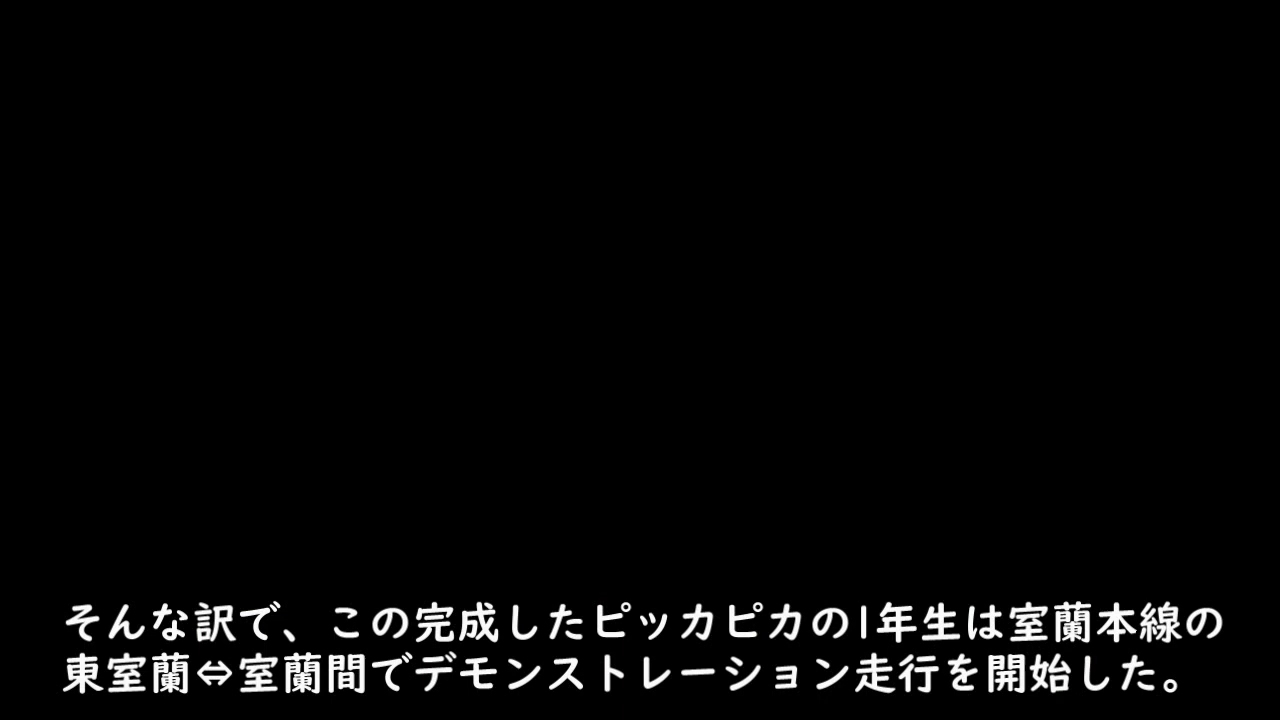 そんな訳で、この完成したピッカピカの1年生は室蘭本線の
東室蘭⇔室蘭間でデモンストレーション走行を開始した。